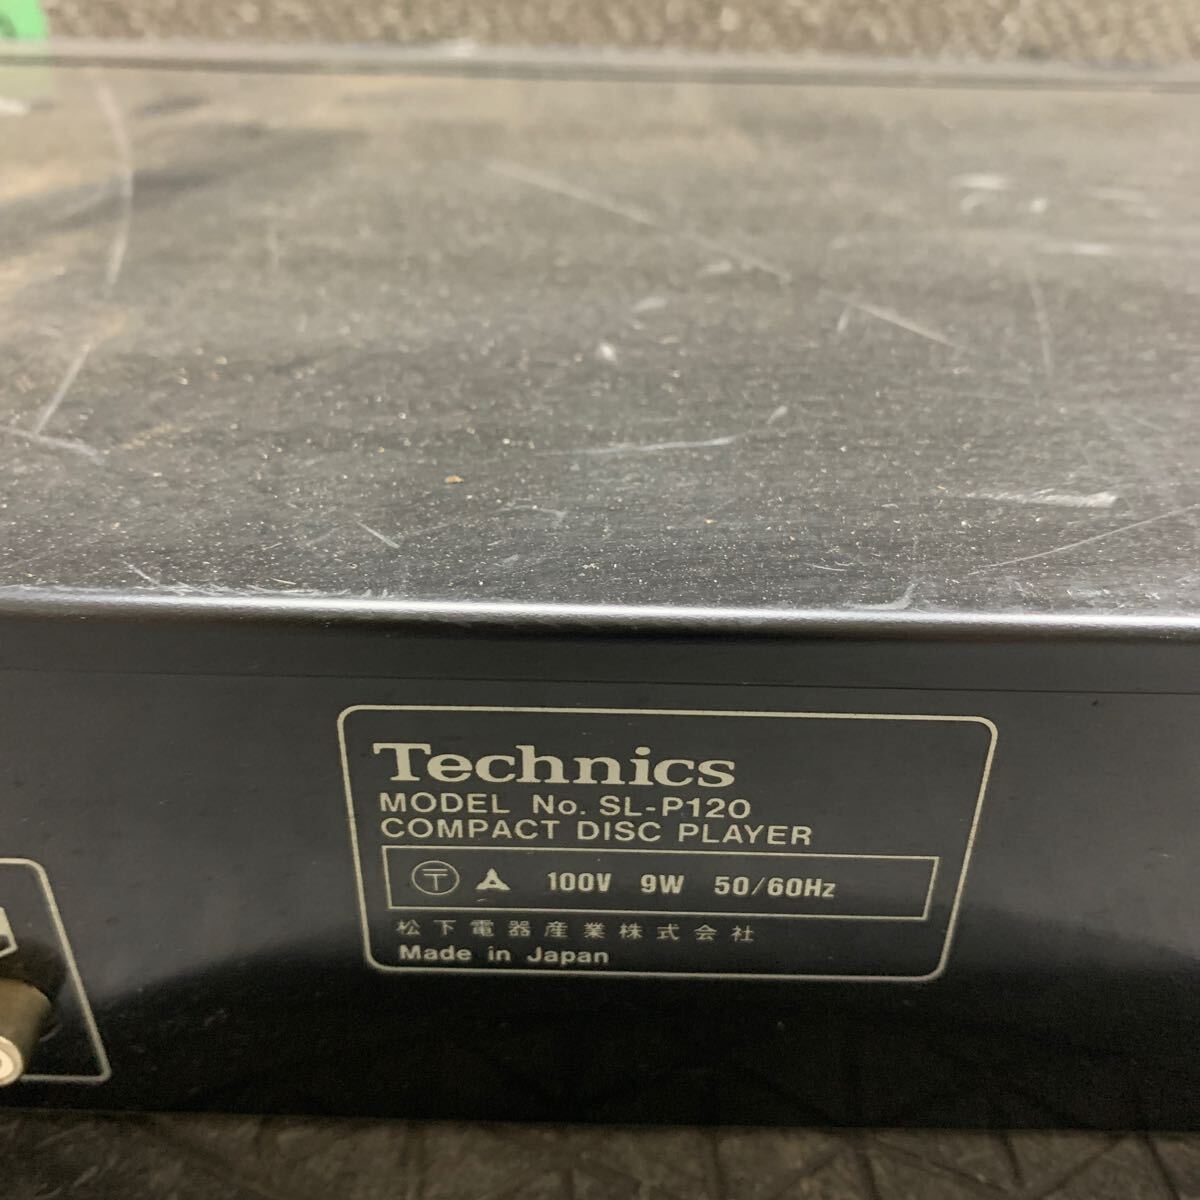 Technics
MODEL No. SL-P120
COMPACT DISC PLAYER
〒 100V 9W 50/60Hz
松下電器産業株式会社
Made in Japan